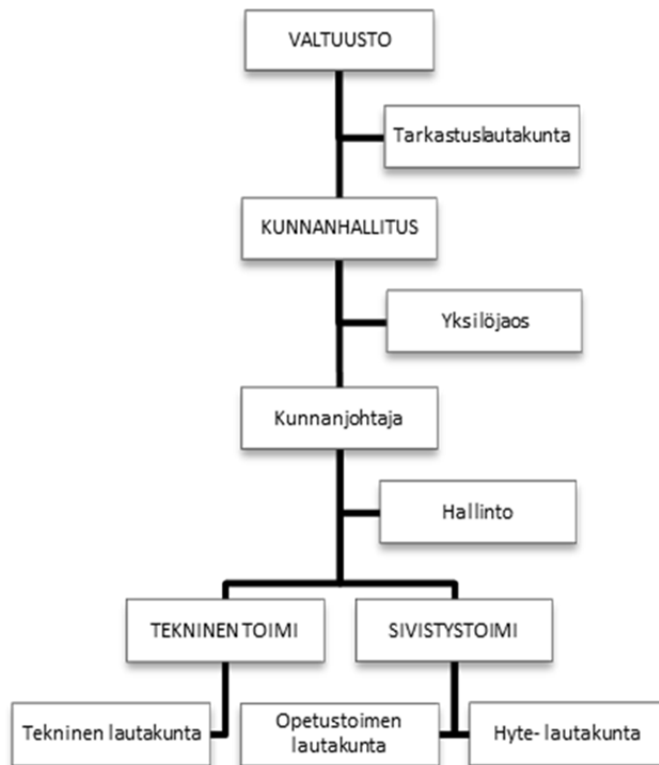 VALTUUSTO
Tarkastuslautakunta
KUNNANHALLITUS
Yksilöjaos
Kunnanjohtaja
Hallinto
TEKNINEN TOIMI
SIVISTYSTOIMI
Tekninen lautakunta
Opetustoimen
lautakunta
Hyte- lautakunta